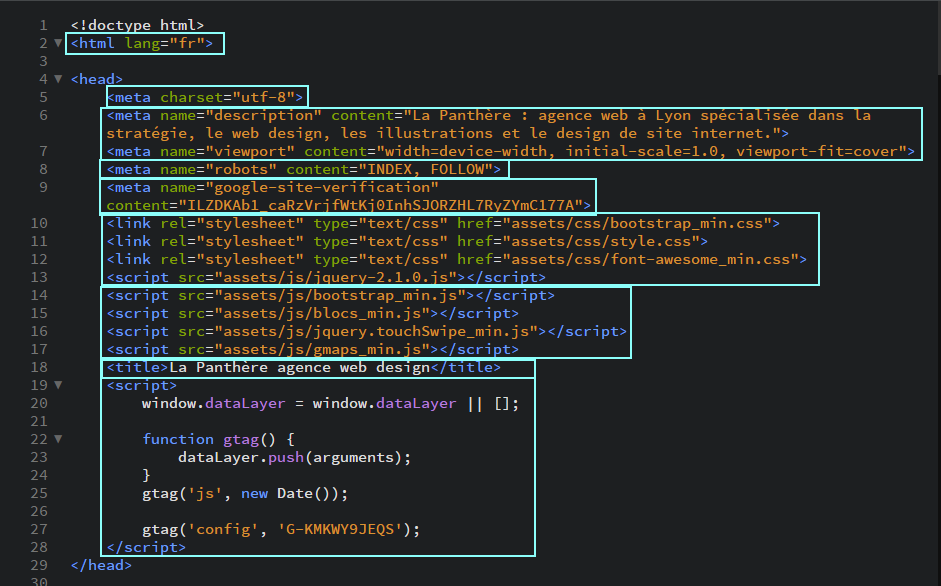 1 <!doctype html>
2 <html lang="fr">
3
4 <head>
5 <meta charset="utf-8">
6 <meta name="description" content="La Panthère : agence web à Lyon spécialisée dans la
stratégie, le web design, les illustrations et le design de site internet.">
7 <meta name="viewport" content="width=device-width, initial-scale=1.0, viewport-fit=cover">
8 <meta name="robots" content="INDEX, FOLLOW">
9 <meta name="google-site-verification"
content="ILZDKAb1_caRzVrjfWtKj0InhSJORZHL7RyZYmC177A">
10 <link rel="stylesheet" type="text/css" href="assets/css/bootstrap_min.css">
11 <link rel="stylesheet" type="text/css" href="assets/css/style.css">
12 <link rel="stylesheet" type="text/css" href="assets/css/font-awesome_min.css">
13 <script src="assets/js/jquery-2.1.0.js"></script>
14 <script src="assets/js/bootstrap_min.js"></script>
15 <script src="assets/js/blocs_min.js"></script>
16 <script src="assets/js/jquery.touchSwipe_min.js"></script>
17 <script src="assets/js/gmaps_min.js"></script>
18 <title>La Panthère agence web design</title>
19 <script>
20 window.dataLayer = window.dataLayer || [];
21
22 function gtag() {
23 dataLayer.push(arguments);
24 }
25 gtag('js', new Date());
26
27 gtag('config', 'G-KMKWY9JEQS');
28 </script>
29 </head>
30